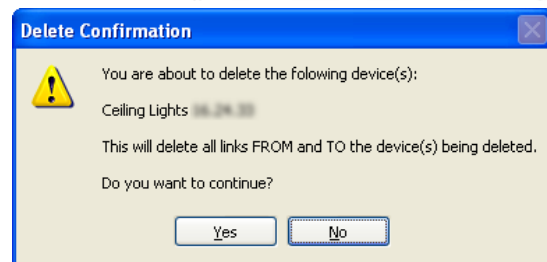 Delete Confirmation
You are about to delete the folowing device(s):
Ceiling Lights
This will delete all links FROM and TO the device(s) being deleted.
Do you want to continue?
Yes
No